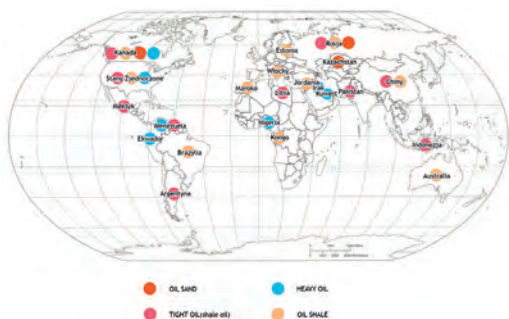 Kanada
Rosja
Estonia
Kazachstan
Stany Zjednoczone
Włochy
Chiny
Maroko
Libia
Jordania
Irak
Kuwejt
Pakistan
Meksyk
Wenezuela
Nigeria
Ekwador
Kongo
Indonezja
Brazylia
Australia
Argentyna
OIL SAND
HEAVY OIL
TIGHT OIL(shale oil)
OIL SHALE